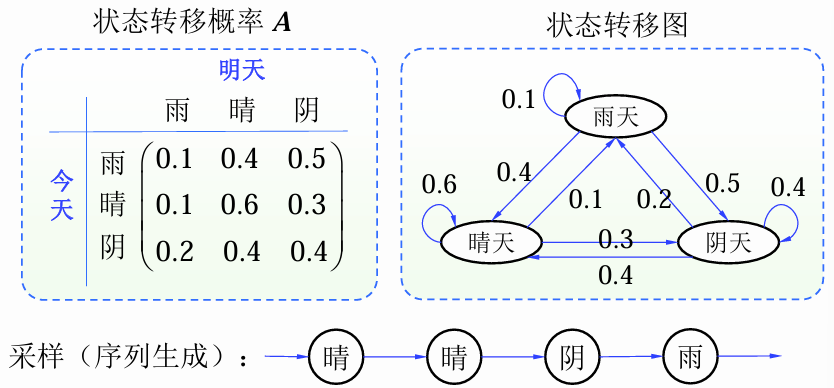 状态转移概率 A
明天
雨 晴 阴
今天
雨 0.1 0.4 0.5
晴 0.1 0.6 0.3
阴 0.2 0.4 0.4
状态转移图
0.1
雨天
0.4
0.5
0.6
0.1
0.2
0.4
晴天
0.3
阴天
0.4
采样（序列生成）： 晴 晴 阴 雨